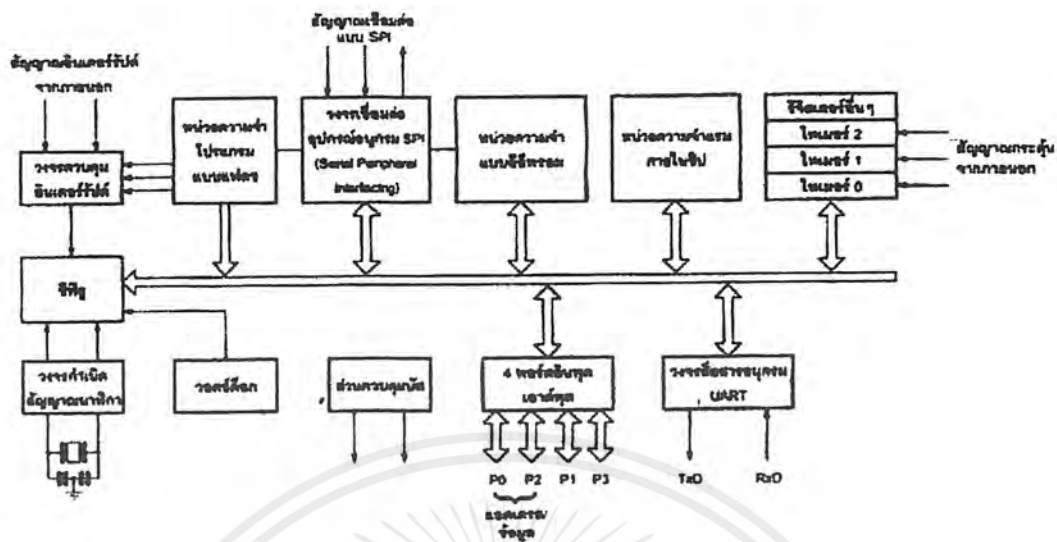 สัญญาณเชื่อมต่อ
แบบ SPI
สัญญาณอินเตอร์รัปต์
จากภายนอก
หน่วยความจำ
โปรแกรม
แบบแฟลช
วงจรเชื่อมต่อ
อุปกรณ์อนุกรม SPI
(Serial Peripheral
Interfacing)
หน่วยความจำ
แบบอีอีพรอม
หน่วยความจำแรม
ภายในชิป
รีจิสเตอร์อื่นๆ
ไทเมอร์ 2
ไทเมอร์ 1
ไทเมอร์ 0
สัญญาณกระตุ้น
จากภายนอก
วงจรควบคุม
อินเตอร์รัปต์
ซีพียู
วงจรกำเนิด
สัญญาณนาฬิกา
วอตช์ด็อก
ส่วนควบคุมบัส
4 พอร์ตอินพุต
เอาต์พุต
วงจรสื่อสารอนุกรม
UART
P0 P2 P1 P3
TxD RxD
แอดเดรส/
ข้อมูล